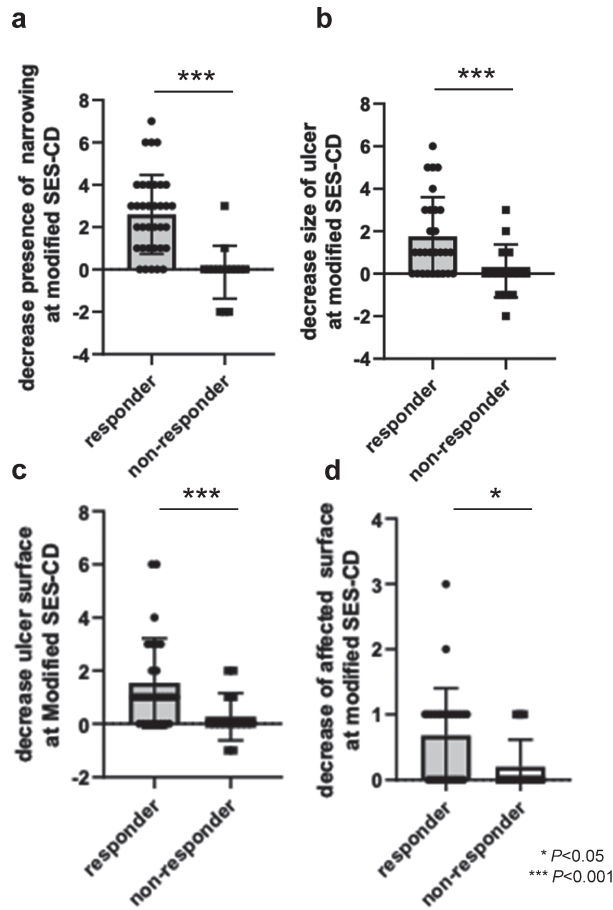 a
***
decrease presence of narrowing
at modified SES-CD
8
6
4
2
0
-2
-4
responder
non-responder
b
***
decrease size of ulcer
at modified SES-CD
8
6
4
2
0
-2
-4
responder
non-responder
c
***
decrease ulcer surface
at Modified SES-CD
8
6
4
2
0
-2
responder
non-responder
d
*
decrease of affected surface
at modified SES-CD
4
3
2
1
0
responder
non-responder
* P<0.05
*** P<0.001